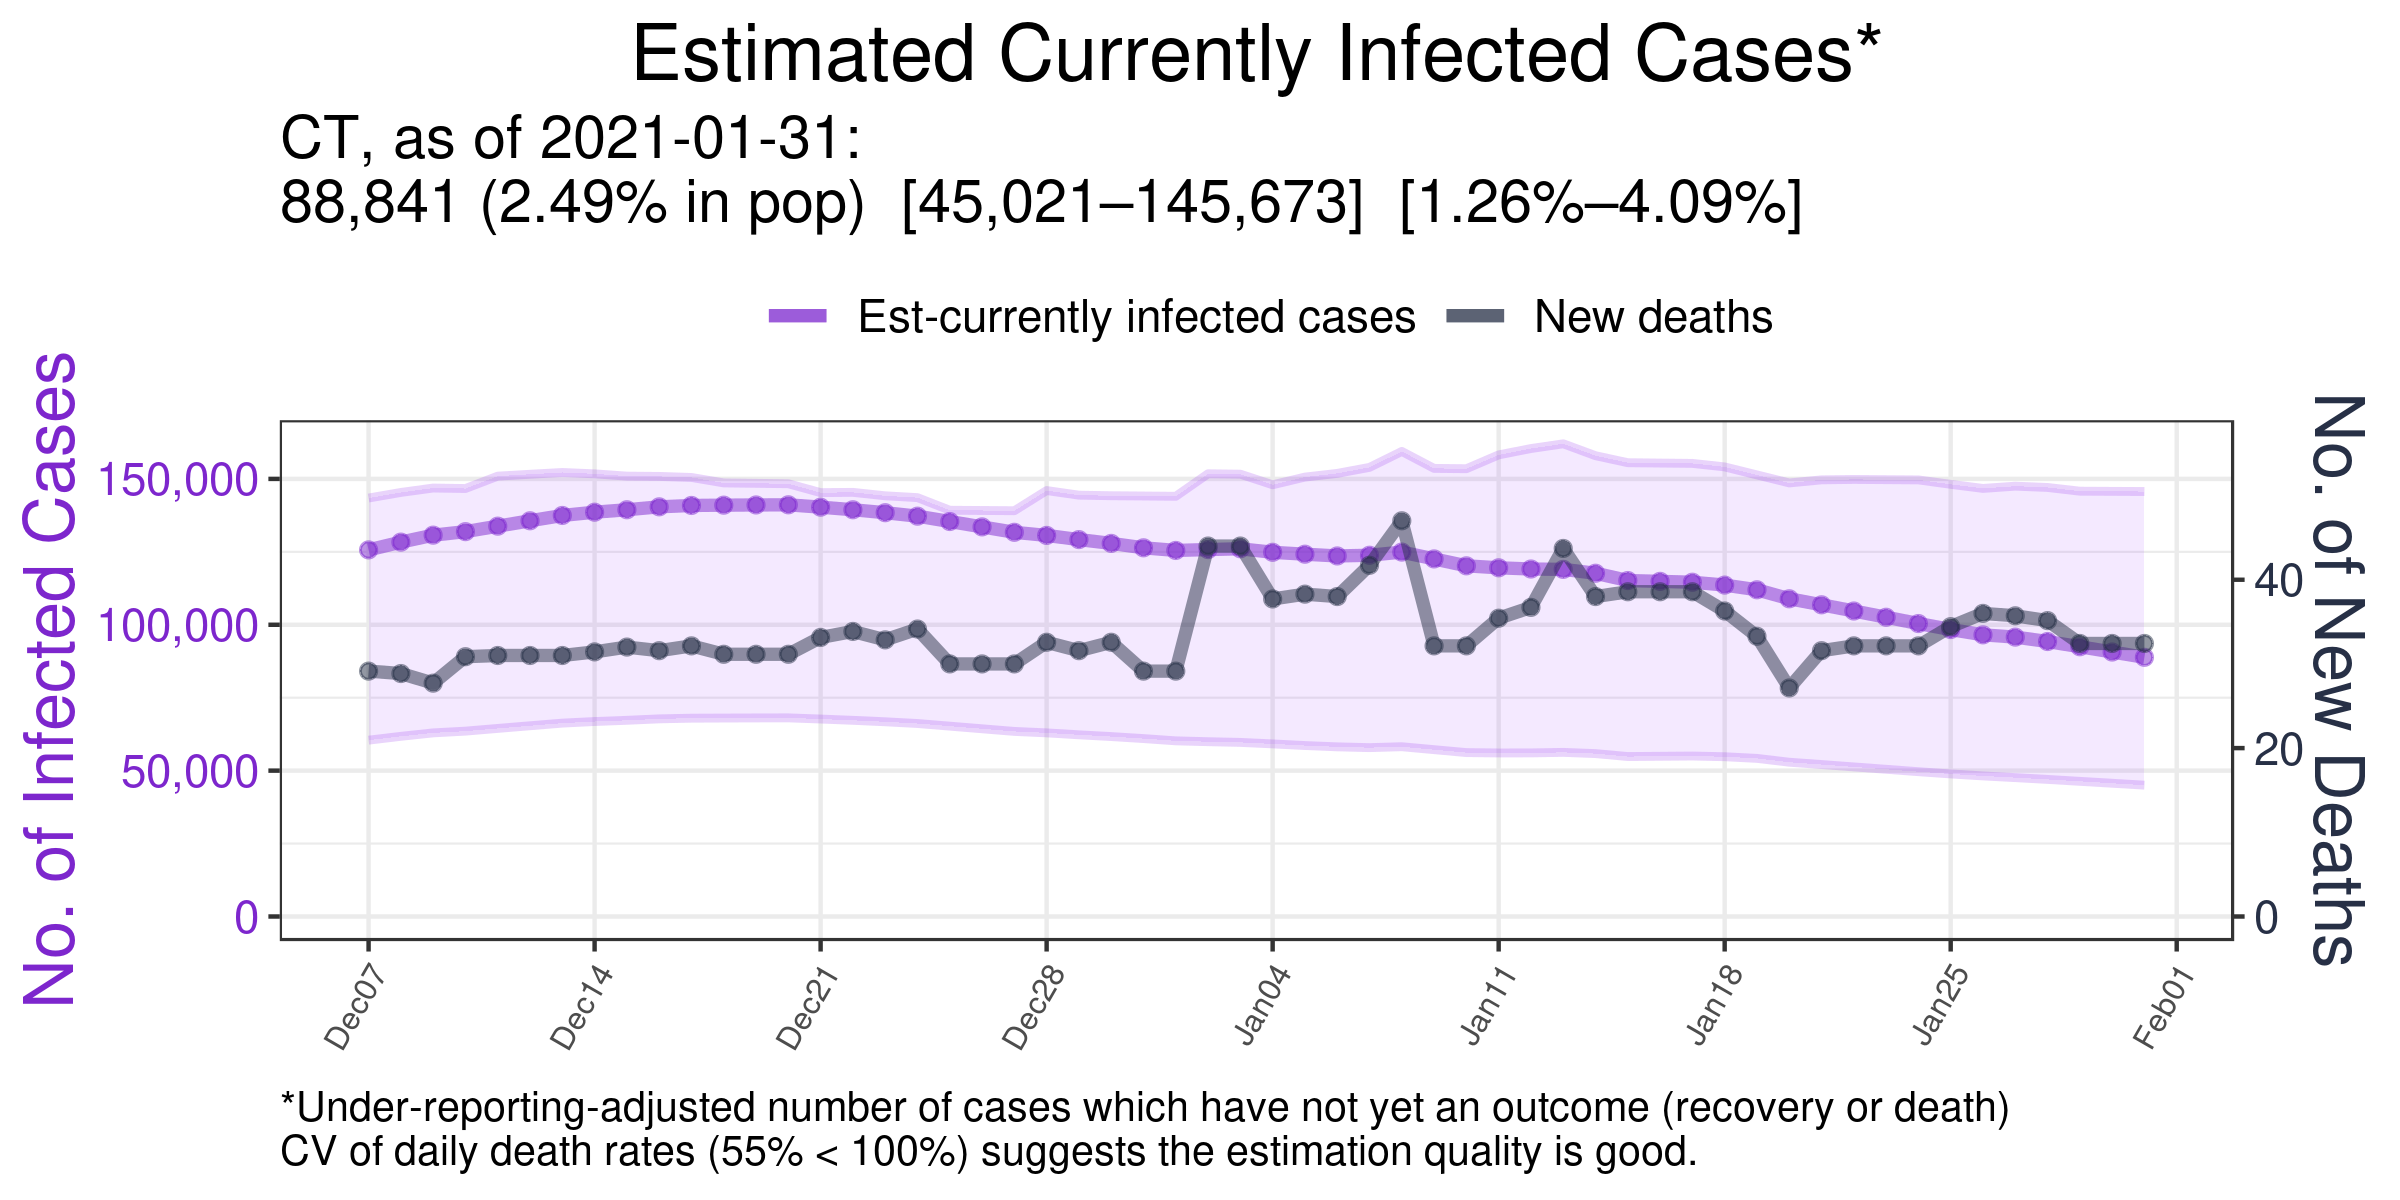 Estimated Currently Infected Cases*
CT, as of 2021-01-31:
88,841 (2.49% in pop)  [45,021–145,673]  [1.26%–4.09%]
Est-currently infected cases
New deaths
No. of Infected Cases
150,000
100,000
50,000
0
40
20
0
No. of New Deaths
Dec07
Dec14
Dec21
Dec28
Jan04
Jan11
Jan18
Jan25
Feb01
*Under-reporting-adjusted number of cases which have not yet an outcome (recovery or death)
CV of daily death rates (55% < 100%) suggests the estimation quality is good.